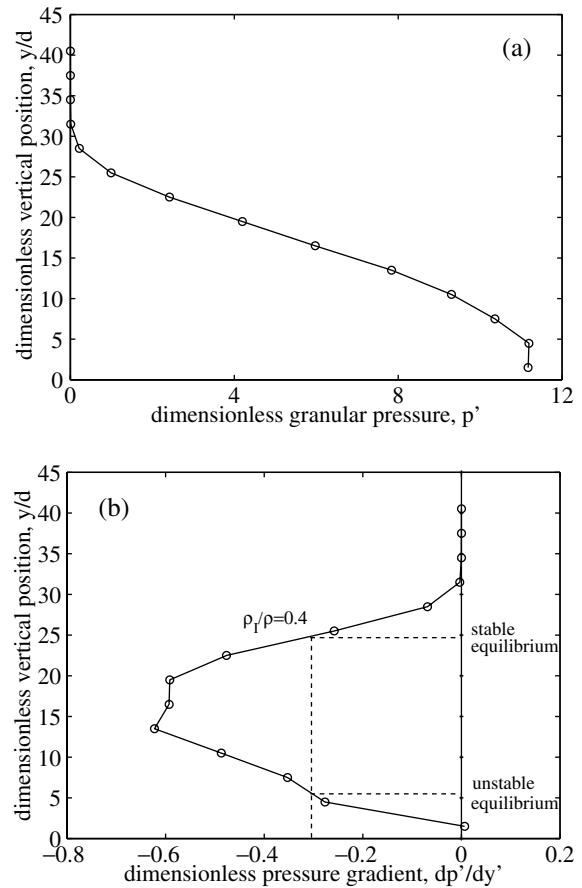 45
40
35
30
25
20
15
10
5
0
dimensionless vertical position, y/d
(a)
0
4
8
12
dimensionless granular pressure, p’
45
40
35
30
25
20
15
10
5
0
dimensionless vertical position, y/d
(b)
ρI/ρ=0.4
stable
equilibrium
unstable
equilibrium
−0.8
−0.6
−0.4
−0.2
0
0.2
dimensionless pressure gradient, dp’/dy’